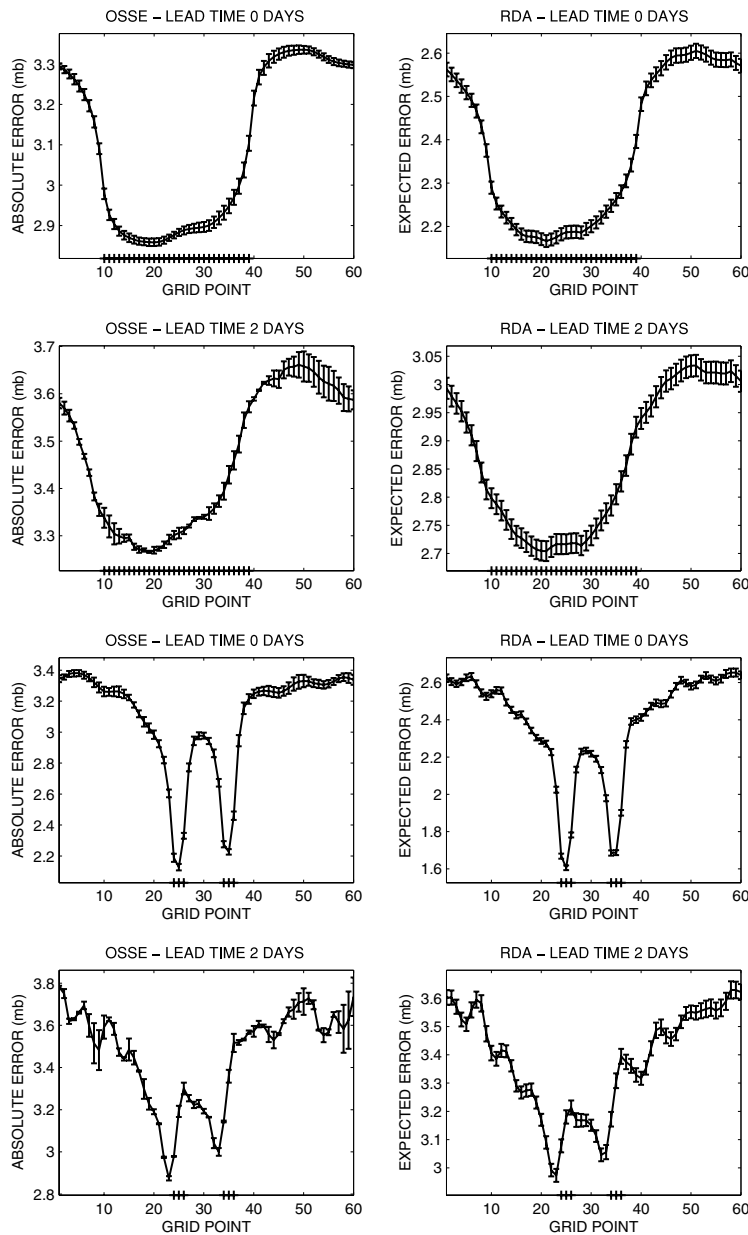 OSSE – LEAD TIME 0 DAYS
ABSOLUTE ERROR (mb)
3.3
3.2
3.1
3
2.9
10 20 30 40 50 60
GRID POINT
RDA – LEAD TIME 0 DAYS
EXPECTED ERROR (mb)
2.6
2.5
2.4
2.3
2.2
10 20 30 40 50 60
GRID POINT
OSSE – LEAD TIME 2 DAYS
ABSOLUTE ERROR (mb)
3.7
3.6
3.5
3.4
3.3
10 20 30 40 50 60
GRID POINT
RDA – LEAD TIME 2 DAYS
EXPECTED ERROR (mb)
3.05
3
2.95
2.9
2.85
2.8
2.75
2.7
10 20 30 40 50 60
GRID POINT
OSSE – LEAD TIME 0 DAYS
ABSOLUTE ERROR (mb)
3.4
3.2
3
2.8
2.6
2.4
2.2
10 20 30 40 50 60
GRID POINT
RDA – LEAD TIME 0 DAYS
EXPECTED ERROR (mb)
2.6
2.4
2.2
2
1.8
1.6
10 20 30 40 50 60
GRID POINT
OSSE – LEAD TIME 2 DAYS
ABSOLUTE ERROR (mb)
3.8
3.6
3.4
3.2
3
2.8
10 20 30 40 50 60
GRID POINT
RDA – LEAD TIME 2 DAYS
EXPECTED ERROR (mb)
3.6
3.5
3.4
3.3
3.2
3.1
3
10 20 30 40 50 60
GRID POINT